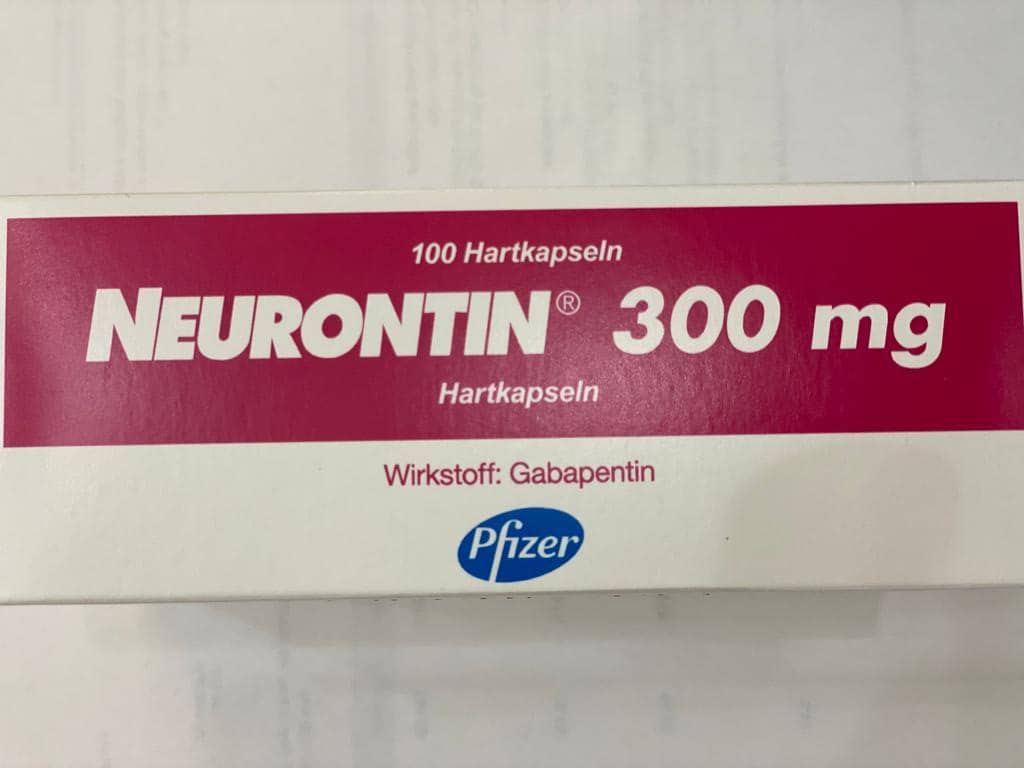 100 Hartkapseln
NEURONTIN® 300 mg
Hartkapseln
Wirkstoff: Gabapentin
Pfizer